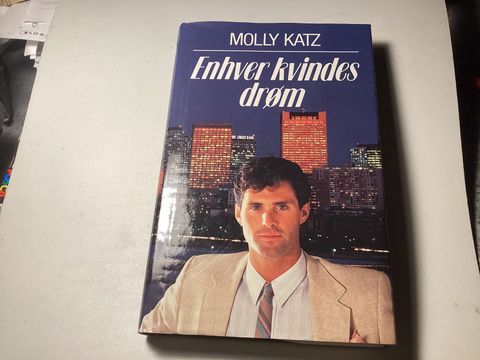 MOLLY KATZ
Enhver kvindes
drøm